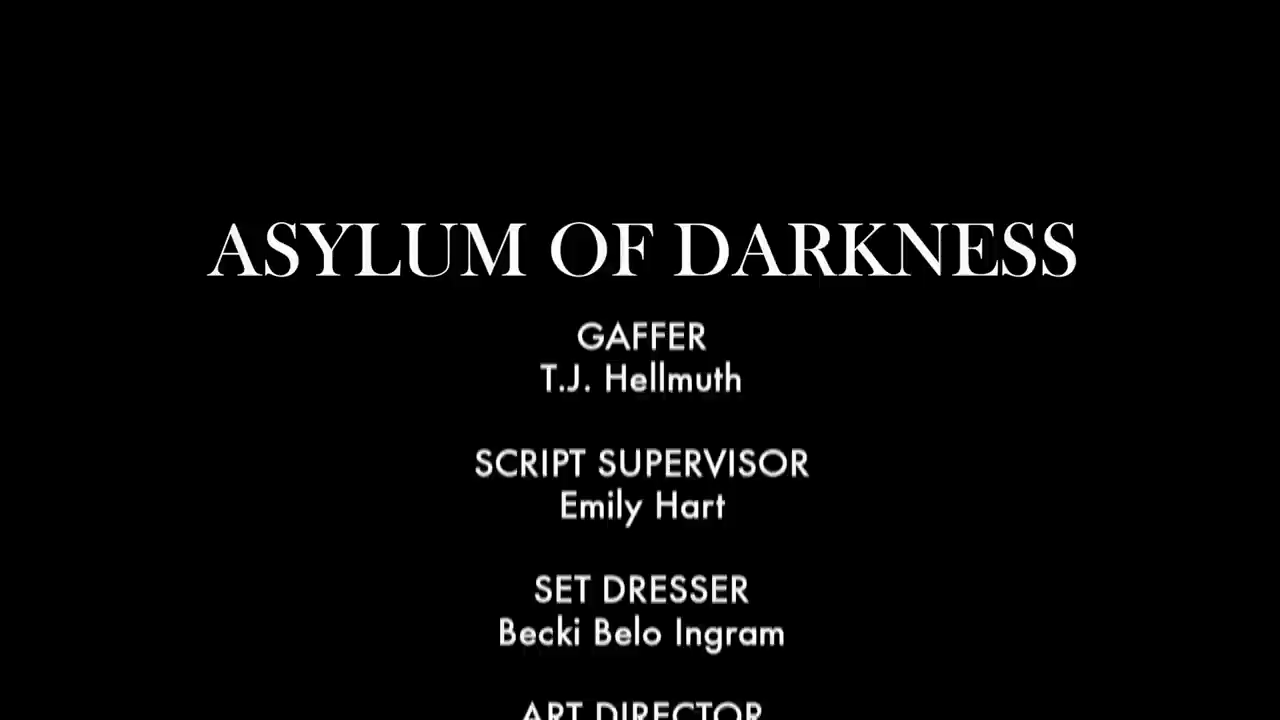 ASYLUM OF DARKNESS
GAFFER
T.J. Hellmuth
SCRIPT SUPERVISOR
Emily Hart
SET DRESSER
Becki Belo Ingram
ART DIRECTOR